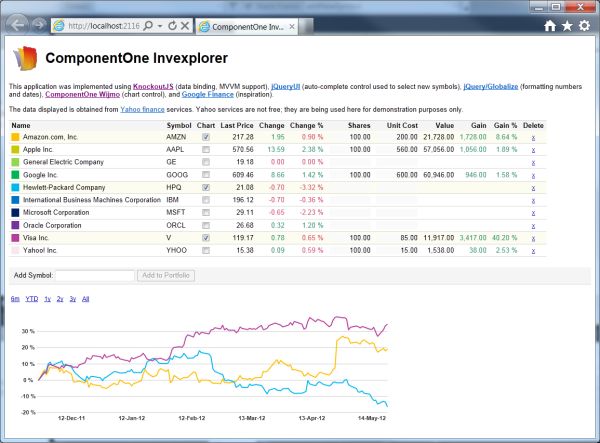 http://localhost:2116
ComponentOne Inv...
ComponentOne Invexplorer
This application was implemented using KnockoutJS (data binding, MVVM support), jQueryUI (auto-complete control used to select new symbols), jQuery/Globalize (formatting numbers
and dates), ComponentOne Wijmo (chart control), and Google Finance (inspiration).
The data displayed is obtained from Yahoo finance services. Yahoo services are not free; they are being used here for demonstration purposes only.
Name Symbol Chart Last Price Change Change % Shares Unit Cost Value Gain Gain % Delete
Amazon.com, Inc. AMZN 217.28 1.95 0.90 % 100.00 200.00 21,728.00 1,728.00 8.64 % x
Apple Inc. AAPL 570.56 13.59 2.38 % 100.00 560.00 57,056.00 1,056.00 1.89 % x
General Electric Company GE 19.18 0.00 0.00 % x
Google Inc. GOOG 609.46 8.66 1.42 % 100.00 600.00 60,946.00 946.00 1.58 % x
Hewlett-Packard Company HPQ 21.08 -0.70 -3.32 % x
International Business Machines Corporation IBM 196.12 -0.70 -0.36 % x
Microsoft Corporation MSFT 29.11 -0.65 -2.23 % x
Oracle Corporation ORCL 26.68 0.32 1.20 % x
Visa Inc. V 119.17 0.78 0.65 % 100.00 85.00 11,917.00 3,417.00 40.20 % x
Yahoo! Inc. YHOO 15.38 0.09 0.59 % 100.00 15.00 1,538.00 38.00 2.53 % x
Add Symbol: Add to Portfolio
6m YTD 1y 2y 3y All
30 %
20 %
10 %
0 %
-10 %
-20 %
12-Dec-11 12-Jan-12 12-Feb-12 13-Mar-12 13-Apr-12 14-May-12